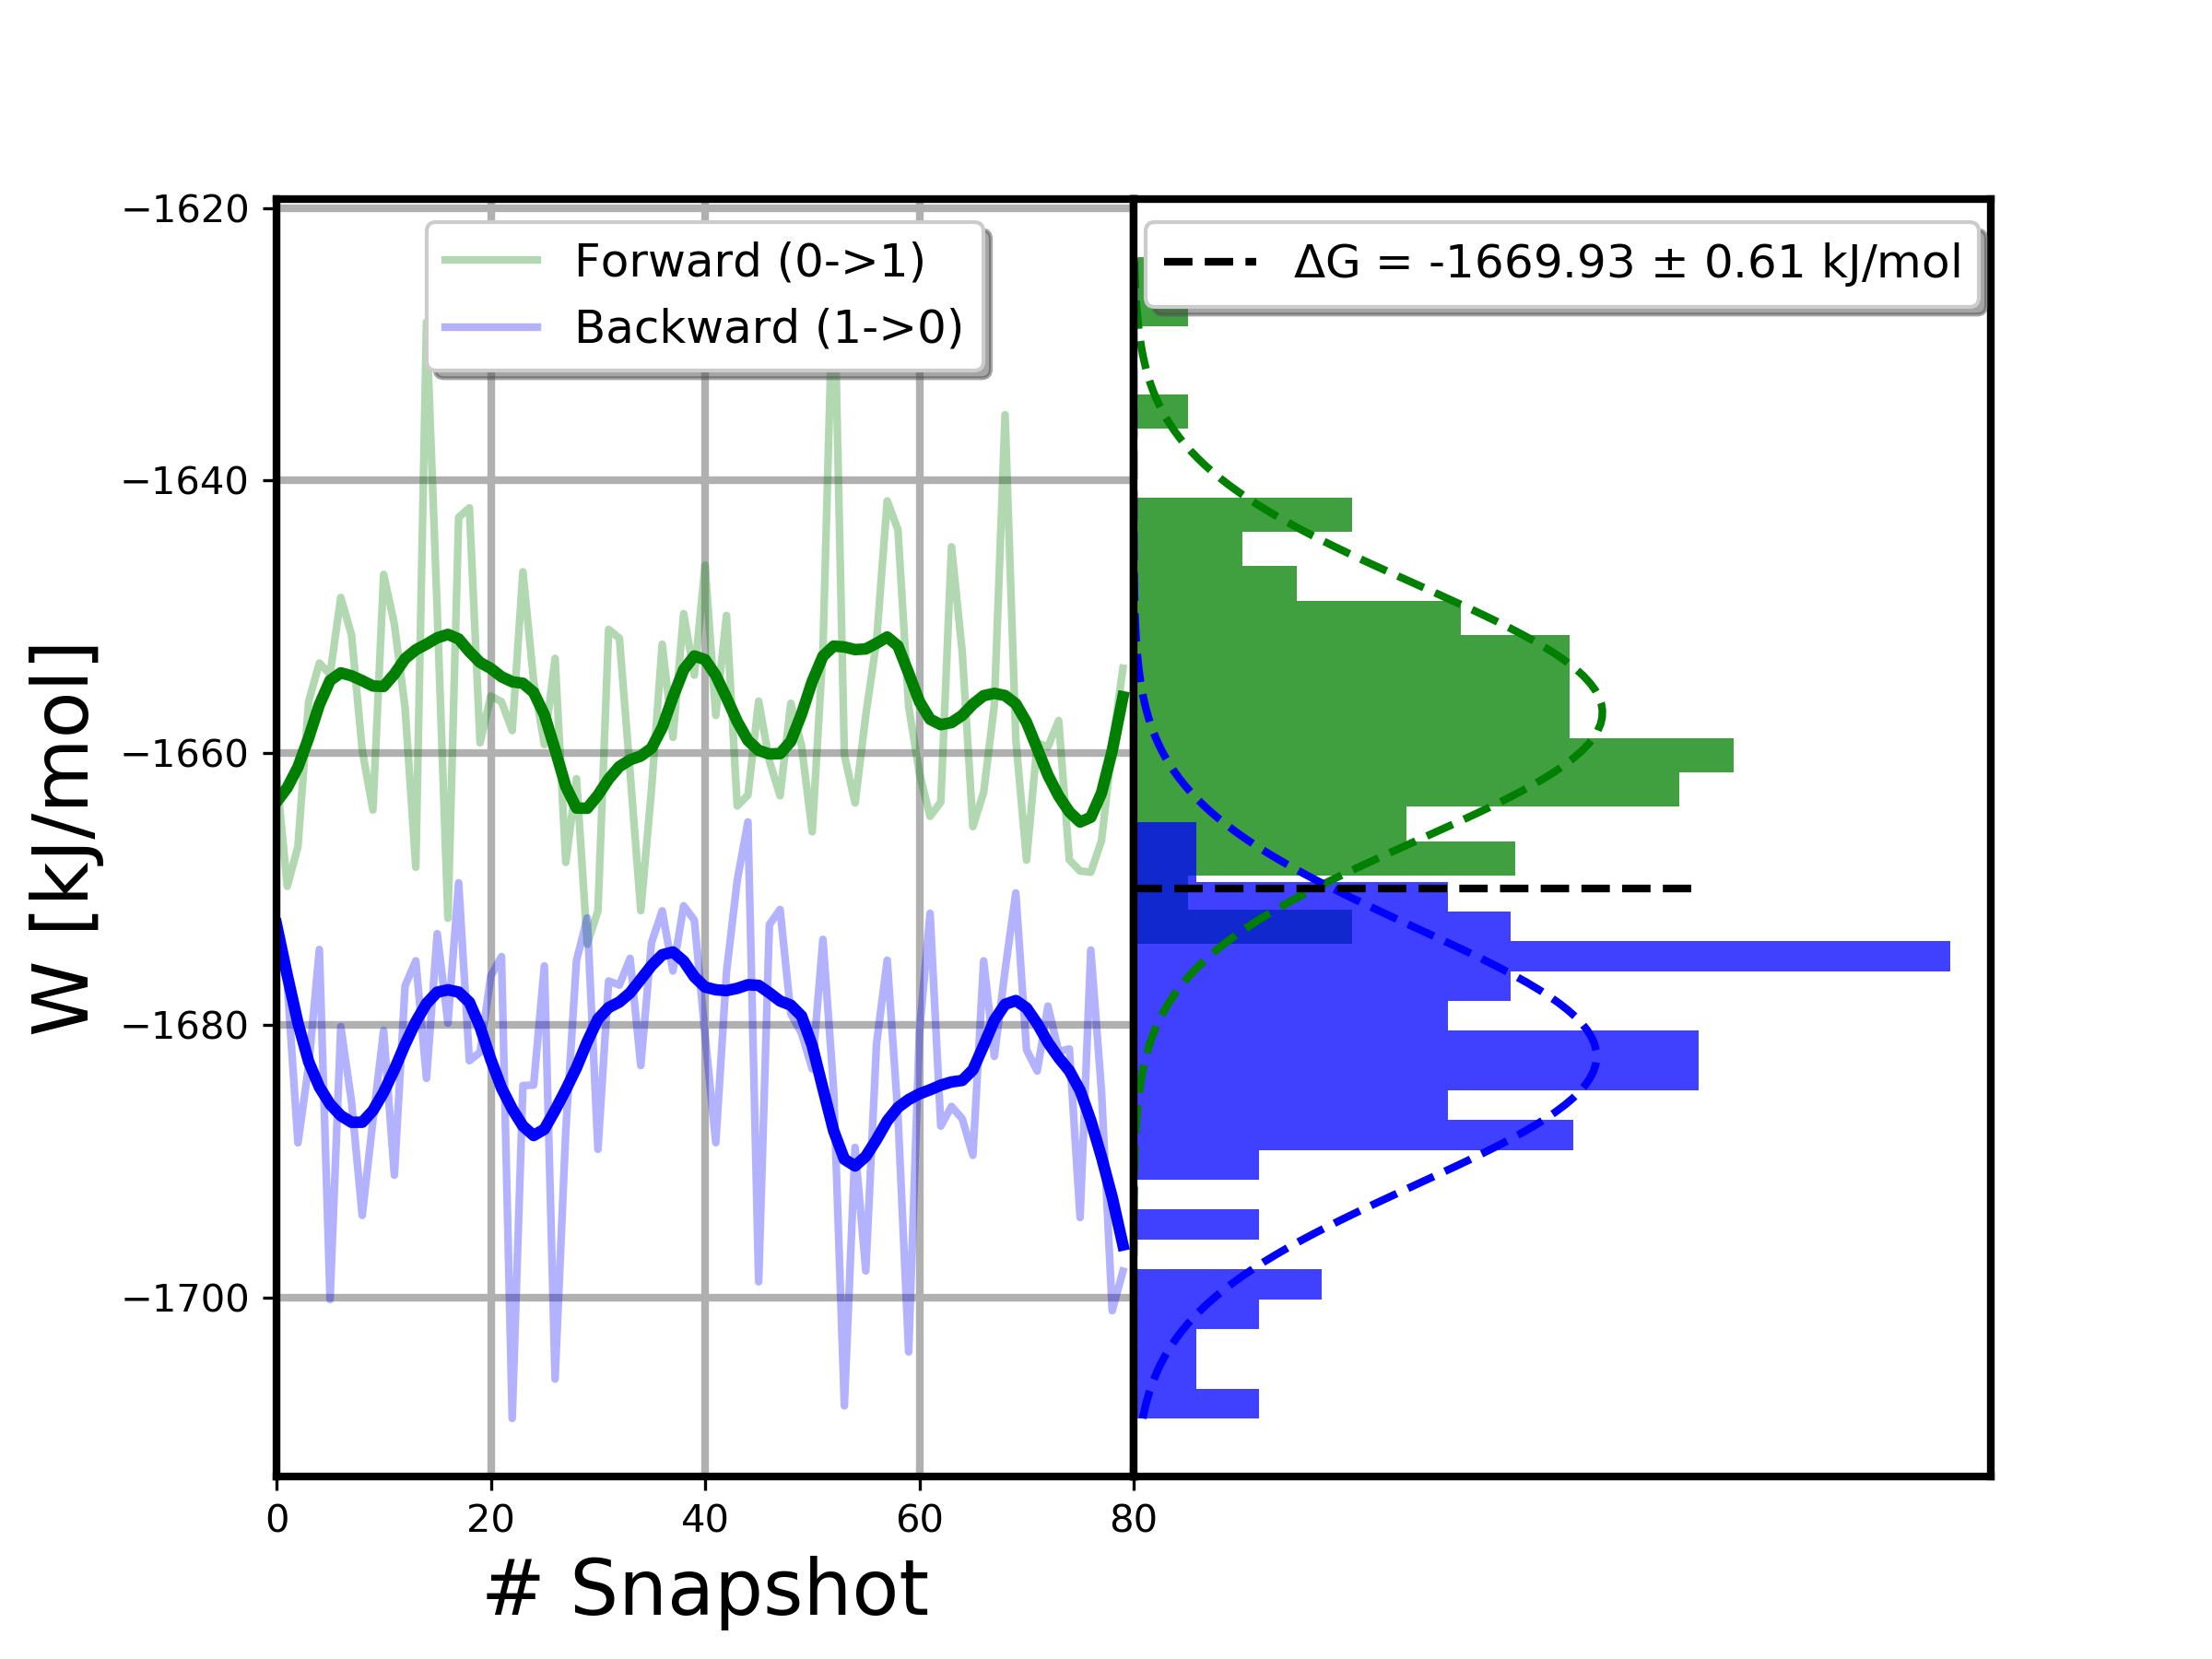 −1620
−1640
−1660
−1680
−1700
W [kJ/mol]
Forward (0->1)
Backward (1->0)
ΔG = -1669.93 ± 0.61 kJ/mol
0 20 40 60 80
# Snapshot